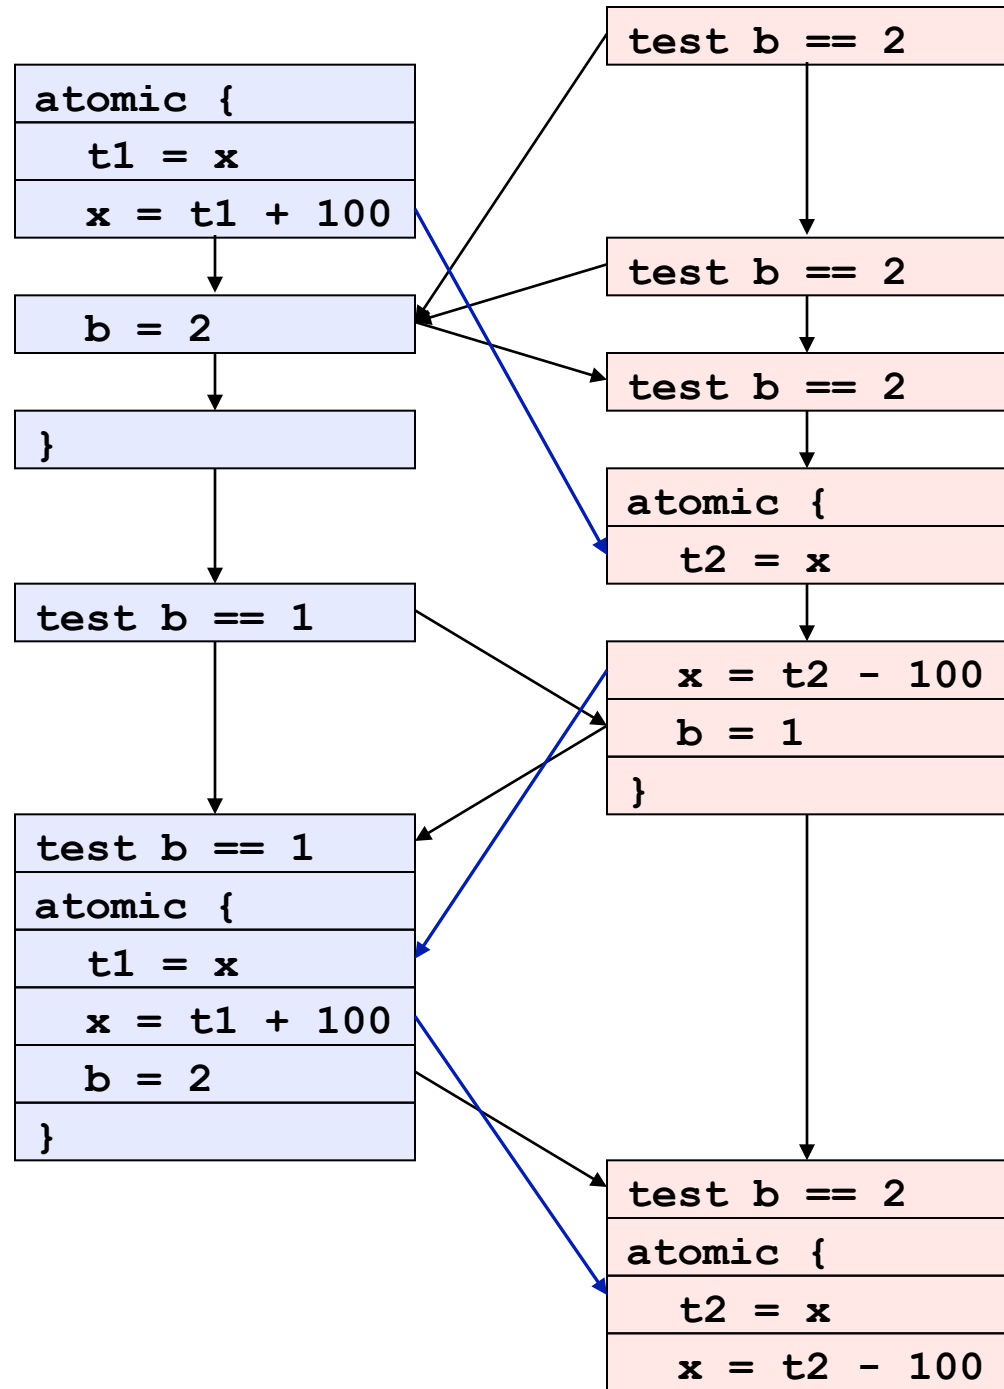 atomic {
t1 = x
x = t1 + 100
b = 2
}
test b == 1
test b == 1
atomic {
t1 = x
x = t1 + 100
b = 2
}
test b == 2
test b == 2
test b == 2
atomic {
t2 = x
x = t2 - 100
b = 1
}
test b == 2
atomic {
t2 = x
x = t2 - 100